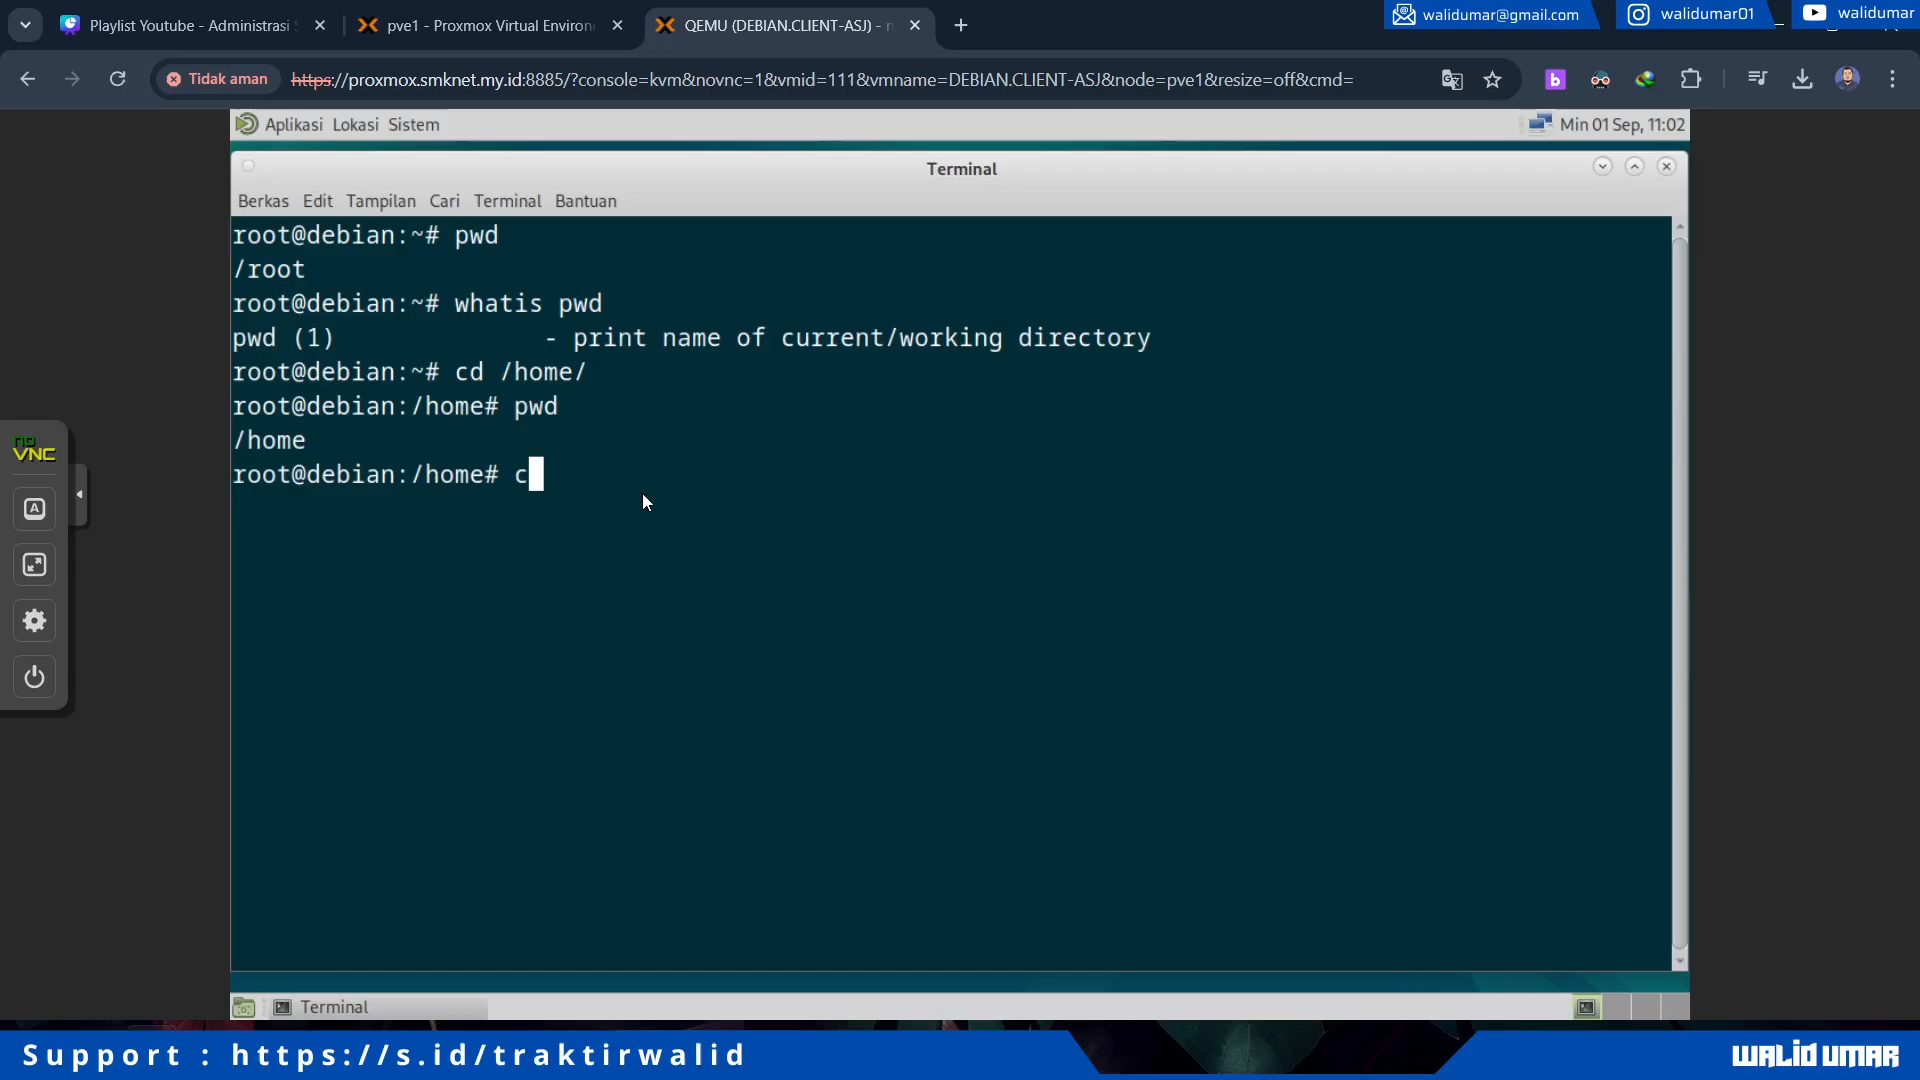 Playlist Youtube - Administrasi S
pve1 - Proxmox Virtual Environ
QEMU (DEBIAN.CLIENT-ASJ) - n
walidumar@gmail.com
walidumar01
walidumar
Tidak aman
https://proxmox.smknet.my.id:8885/?console=kvm&novnc=1&vmid=111&vmname=DEBIAN.CLIENT-ASJ&node=pve1&resize=off&cmd=
Aplikasi Lokasi Sistem
Min 01 Sep, 11:02
Terminal
Berkas Edit Tampilan Cari Terminal Bantuan
root@debian:~# pwd
/root
root@debian:~# whatis pwd
pwd (1) - print name of current/working directory
root@debian:~# cd /home/
root@debian:/home# pwd
/home
root@debian:/home# c
no
VNC
A
Terminal
Support : https://s.id/traktirwalid
WALID UMAR